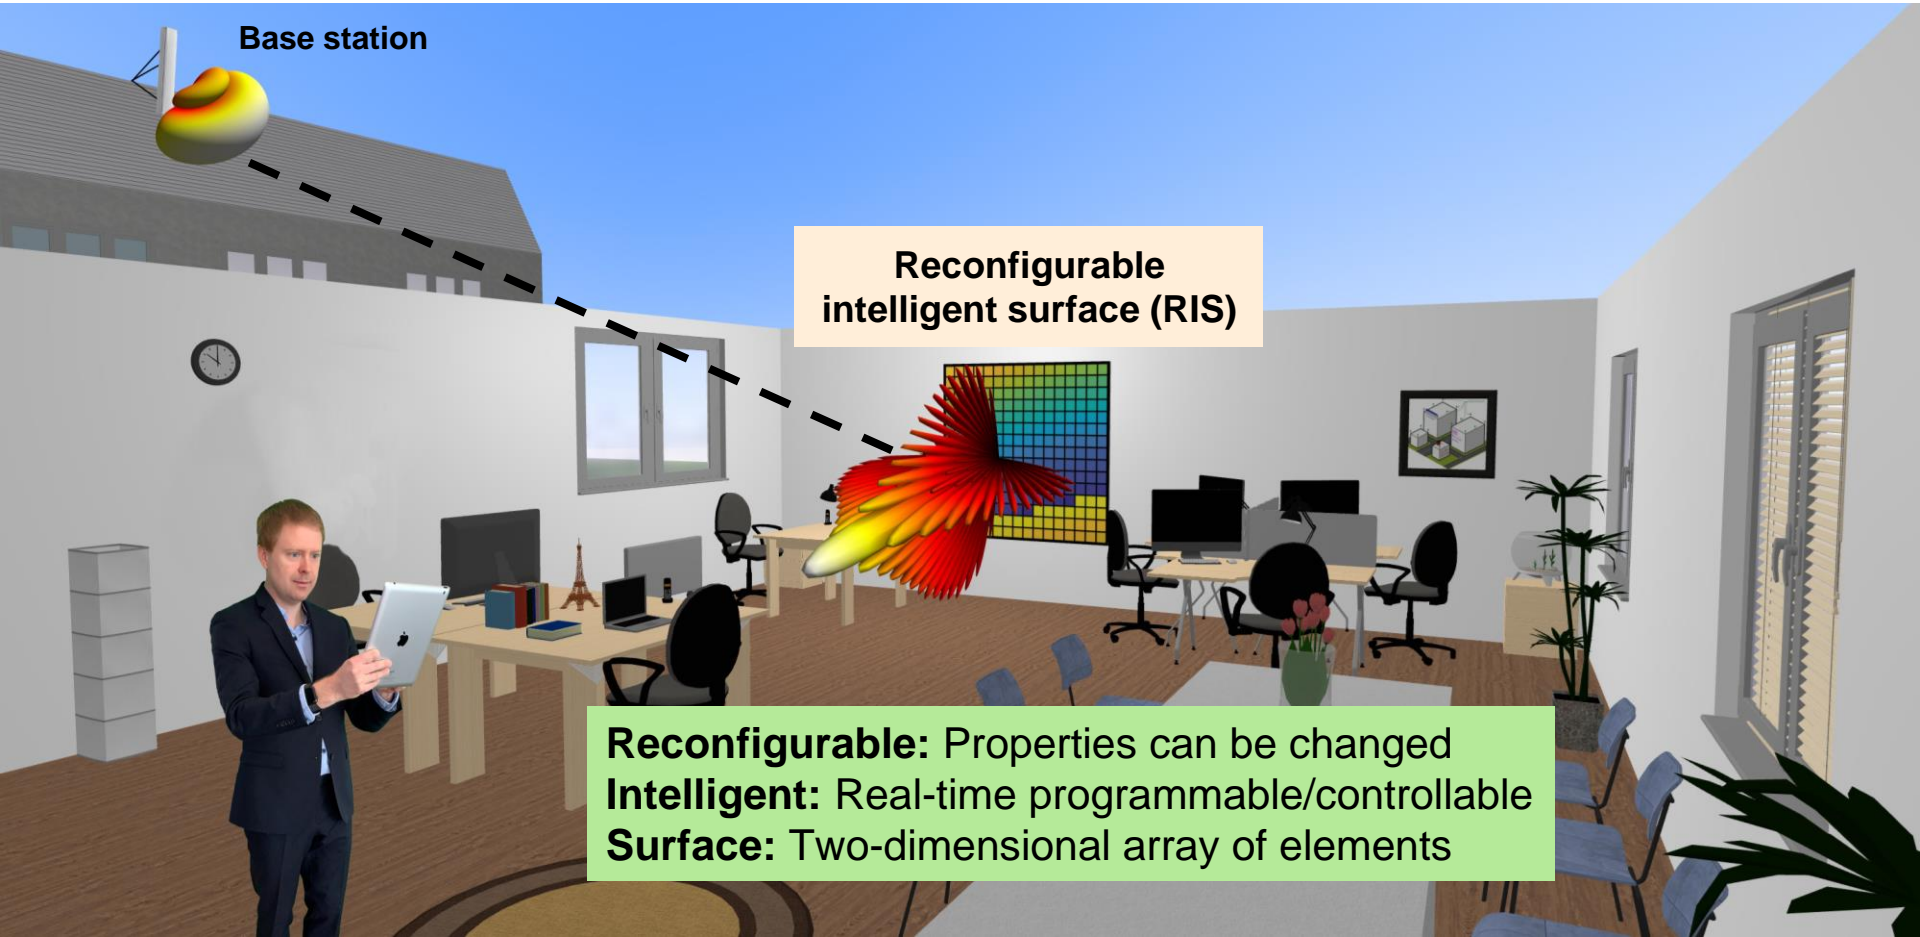 Base station
Reconfigurable
intelligent surface (RIS)
Reconfigurable: Properties can be changed
Intelligent: Real-time programmable/controllable
Surface: Two-dimensional array of elements